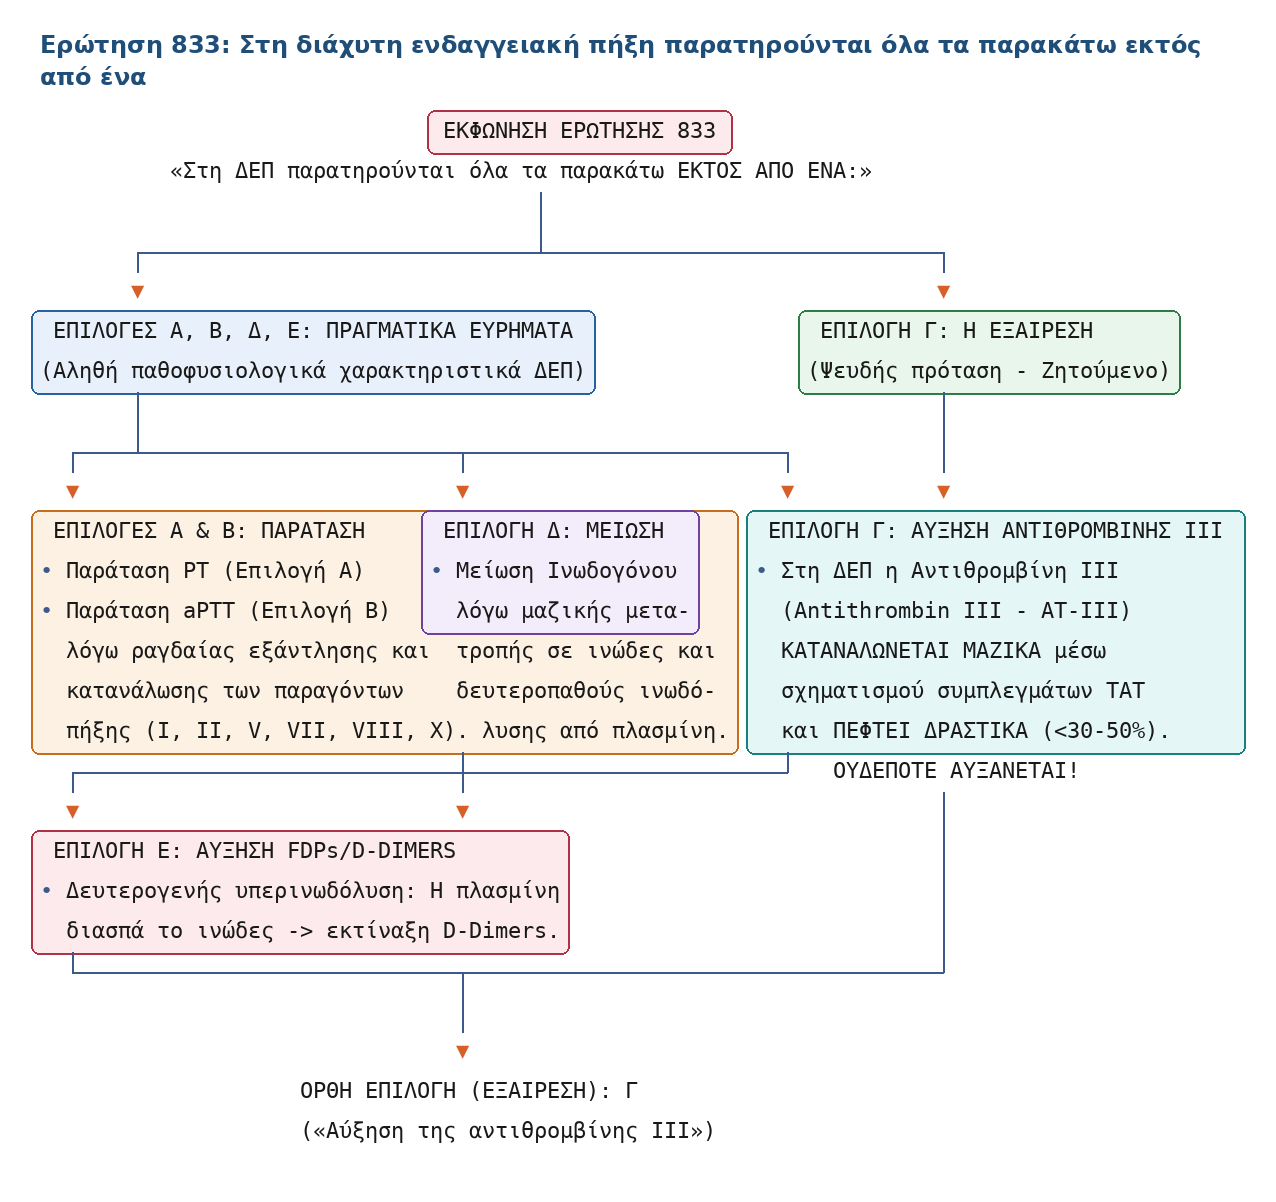 Ερώτηση 833: Στη διάχυτη ενδαγγειακή πήξη παρατηρούνται όλα τα παρακάτω εκτός
από ένα
ΕΚΦΩΝΗΣΗ ΕΡΩΤΗΣΗΣ 833
«Στη ΔΕΠ παρατηρούνται όλα τα παρακάτω ΕΚΤΟΣ ΑΠΟ ΕΝΑ:»
ΕΠΙΛΟΓΕΣ Α, Β, Δ, Ε: ΠΡΑΓΜΑΤΙΚΑ ΕΥΡΗΜΑΤΑ
(Αληθή παθοφυσιολογικά χαρακτηριστικά ΔΕΠ)
ΕΠΙΛΟΓΗ Γ: Η ΕΞΑΙΡΕΣΗ
(Ψευδής πρόταση - Ζητούμενο)
ΕΠΙΛΟΓΕΣ Α & Β: ΠΑΡΑΤΑΣΗ
• Παράταση PT (Επιλογή Α)
• Παράταση aPTT (Επιλογή Β)
λόγω ραγδαίας εξάντλησης και
κατανάλωσης των παραγόντων
πήξης (I, II, V, VII, VIII, X).
ΕΠΙΛΟΓΗ Δ: ΜΕΙΩΣΗ
• Μείωση Ινωδογόνου
λόγω μαζικής μετα-
τροπής σε ινώδες και
δευτεροπαθούς ινωδό-
λυσης από πλασμίνη.
ΕΠΙΛΟΓΗ Γ: ΑΥΞΗΣΗ ΑΝΤΙΘΡΟΜΒΙΝΗΣ ΙΙΙ
• Στη ΔΕΠ η Αντιθρομβίνη ΙΙΙ
(Antithrombin III - AT-III)
ΚΑΤΑΝΑΛΩΝΕΤΑΙ ΜΑΖΙΚΑ μέσω
σχηματισμού συμπλεγμάτων TAT
και ΠΕΦΤΕΙ ΔΡΑΣΤΙΚΑ (<30-50%).
ΟΥΔΕΠΟΤΕ ΑΥΞΑΝΕΤΑΙ!
ΕΠΙΛΟΓΗ Ε: ΑΥΞΗΣΗ FDPs/D-DIMERS
• Δευτερογενής υπερινωδόλυση: Η πλασμίνη
διασπά το ινώδες -> εκτίναξη D-Dimers.
ΟΡΘΗ ΕΠΙΛΟΓΗ (ΕΞΑΙΡΕΣΗ): Γ
(«Αύξηση της αντιθρομβίνης ΙΙΙ»)